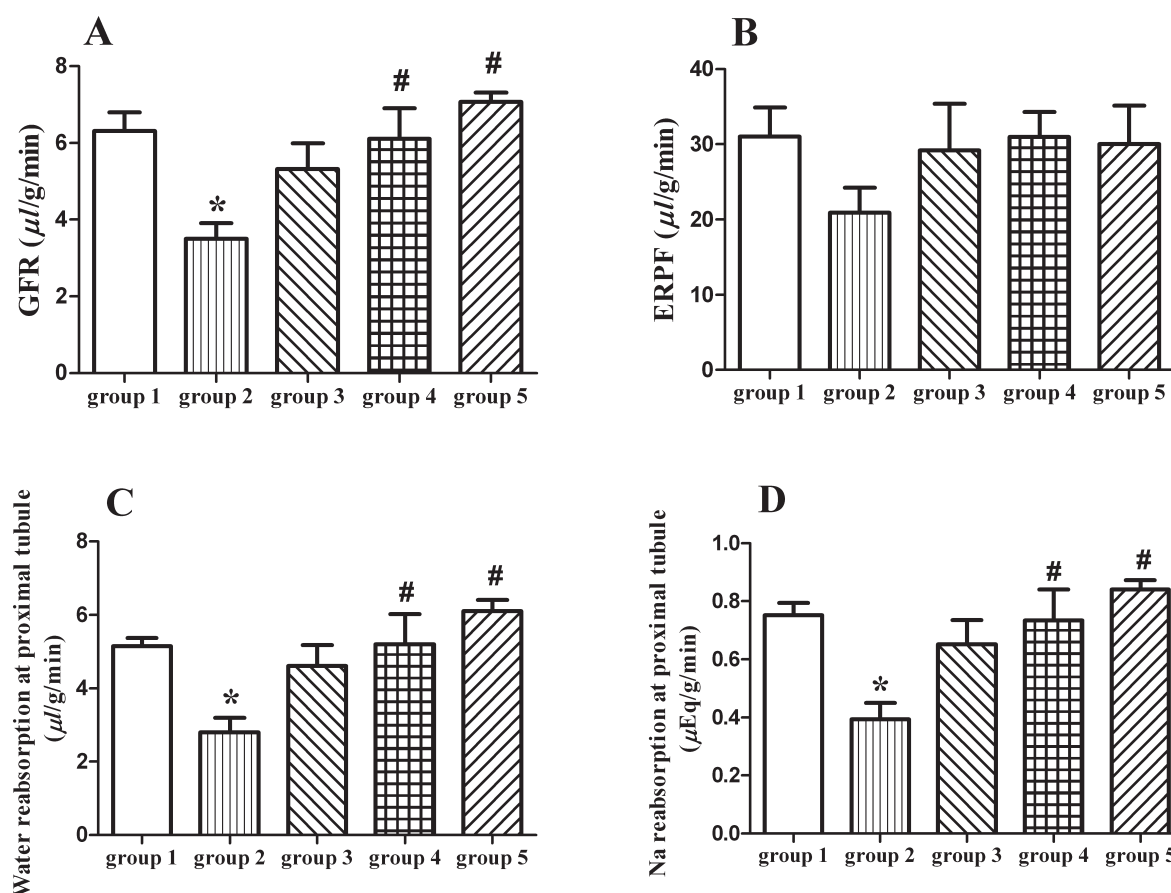 A
GFR (µl/g/min)
8
6
4
2
0
*
#
#
group 1 group 2 group 3 group 4 group 5
B
ERPF (µl/g/min)
40
30
20
10
0
group 1 group 2 group 3 group 4 group 5
C
Water reabsorption at proximal tubule
(µl/g/min)
8
6
4
2
0
*
#
#
group 1 group 2 group 3 group 4 group 5
D
Na reabsorption at proximal tubule
(µEq/g/min)
1.0
0.8
0.6
0.4
0.2
0.0
*
#
#
group 1 group 2 group 3 group 4 group 5